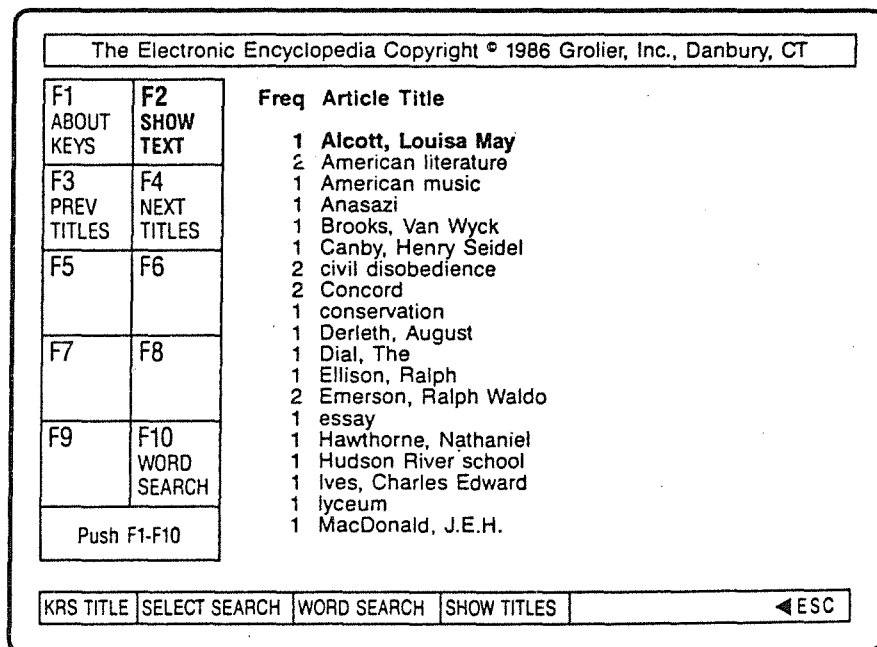 The Electronic Encyclopedia Copyright © 1986 Grolier, Inc., Danbury, CT
F1 ABOUT KEYS
F2 SHOW TEXT
F3 PREV TITLES
F4 NEXT TITLES
F5
F6
F7
F8
F9
F10 WORD SEARCH
Push F1-F10
Freq Article Title
1 Alcott, Louisa May
2 American literature
1 American music
1 Anasazi
1 Brooks, Van Wyck
1 Canby, Henry Seidel
2 civil disobedience
2 Concord
1 conservation
1 Derleth, August
1 Dial, The
1 Ellison, Ralph
2 Emerson, Ralph Waldo
1 essay
1 Hawthorne, Nathaniel
1 Hudson River school
1 Ives, Charles Edward
1 lyceum
1 MacDonald, J.E.H.
KRS TITLE SELECT SEARCH WORD SEARCH SHOW TITLES ◀ESC